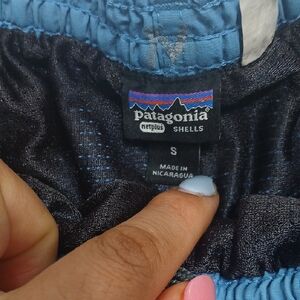 patagonia
netplus SHELLS
S
MADE IN
NICARAGUA